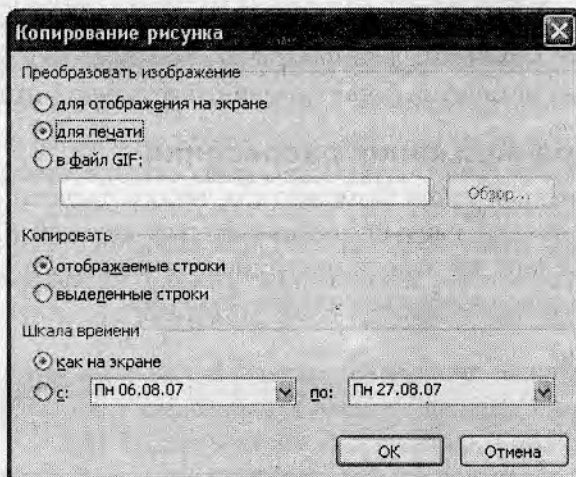 Копирование рисунка
Преобразовать изображение
для отображения на экране
для печати
в файл GIF:
Обзор...
Копировать
отображаемые строки
выделенные строки
Шкала времени
как на экране
с: Пн 06.08.07 по: Пн 27.08.07
ОК Отмена